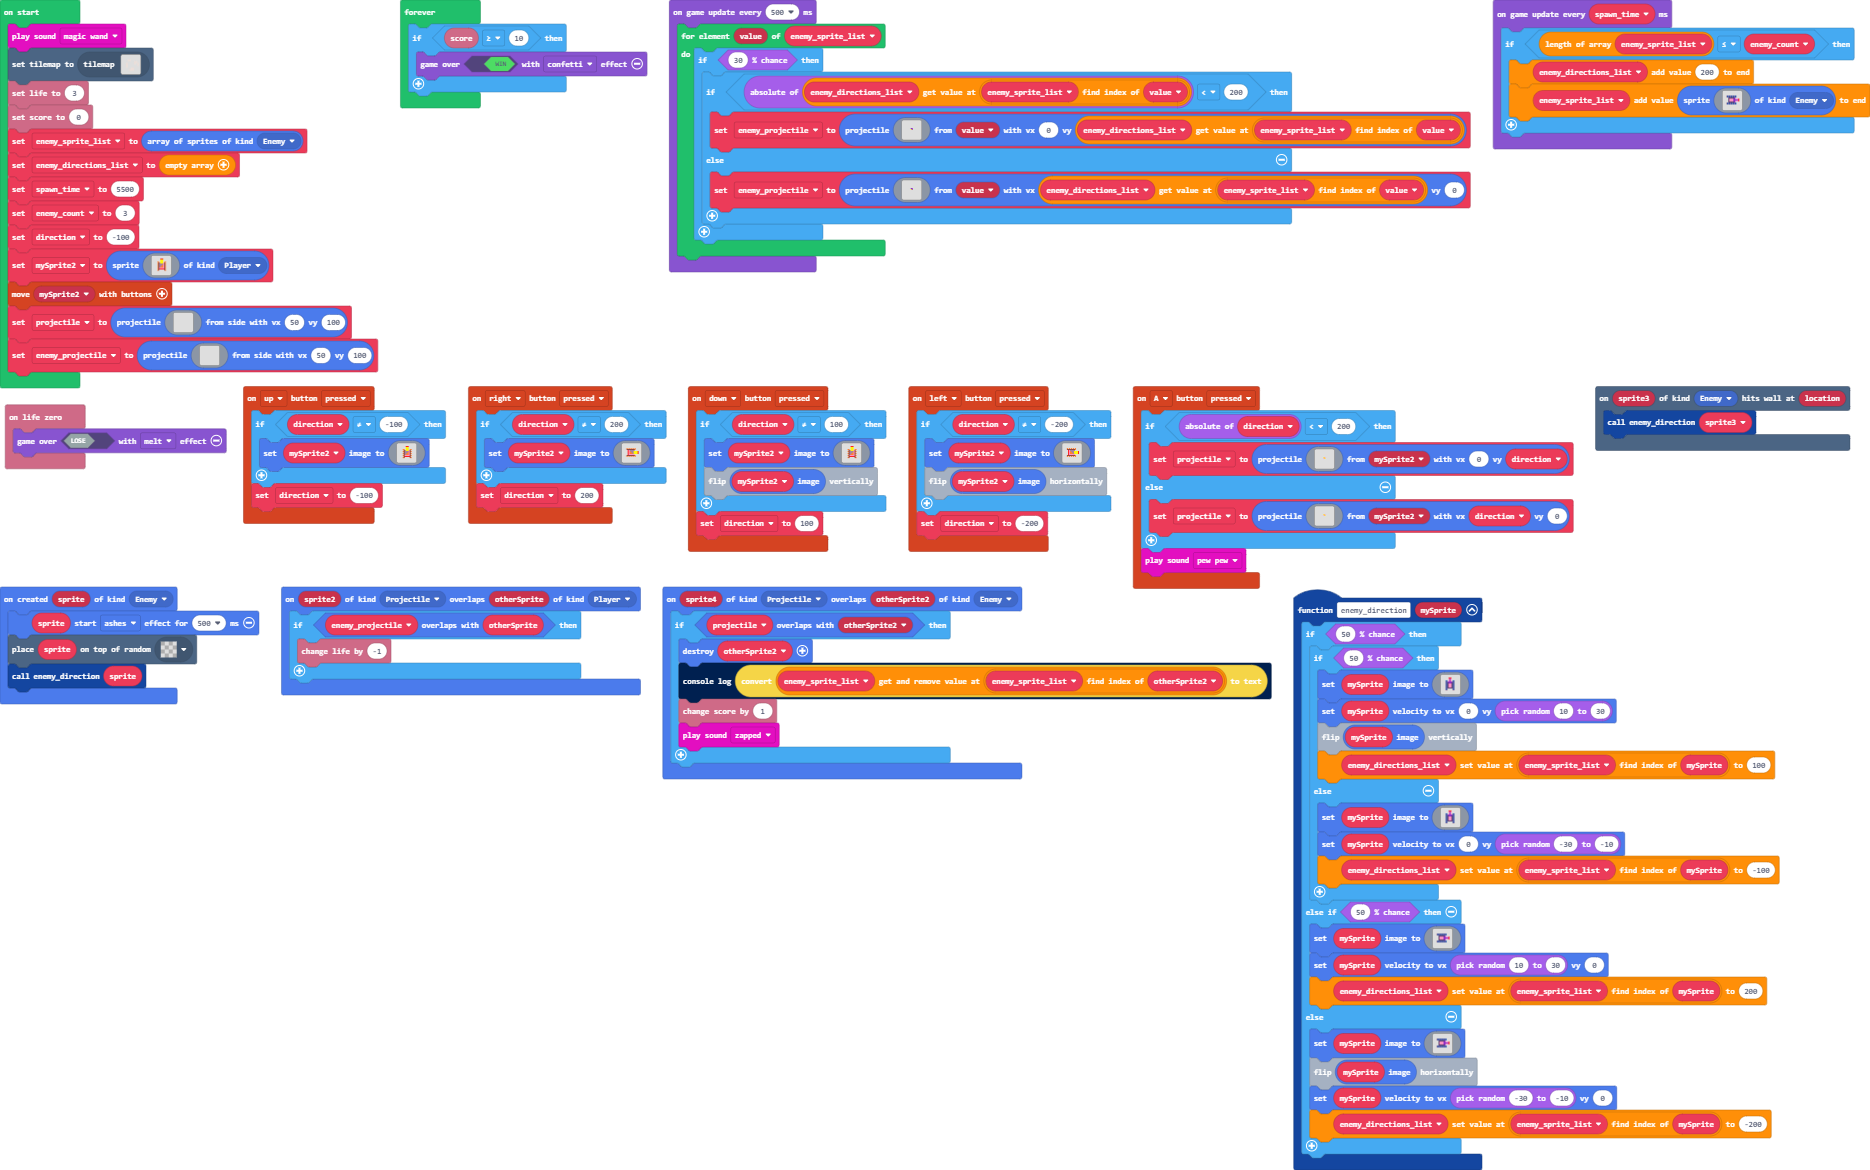 on start
play sound magic wand
set tilemap to tilemap
set life to 3
set score to 0
set enemy_sprite_list to array of sprites of kind Enemy
set enemy_directions_list to empty array
set spawn_time to 5500
set enemy_count to 3
set direction to -100
set mySprite2 to sprite of kind Player
move mySprite2 with buttons
set projectile to projectile from side with vx 50 vy 100
set enemy_projectile to projectile from side with vx 50 vy 100
forever
if score ≥ 10 then
game over WIN with confetti effect
on game update every 500 ms
for element value of enemy_sprite_list
do if 30 % chance then
if absolute of enemy_directions_list get value at enemy_sprite_list find index of value < 200 then
set enemy_projectile to projectile from value with vx 0 vy enemy_directions_list get value at enemy_sprite_list find index of value
else
set enemy_projectile to projectile from value with vx enemy_directions_list get value at enemy_sprite_list find index of value vy 0
on game update every spawn_time ms
if length of array enemy_sprite_list ≤ enemy_count then
enemy_directions_list add value 200 to end
enemy_sprite_list add value sprite of kind Enemy to end
on life zero
game over LOSE with melt effect
on up button pressed
if direction ≠ -100 then
set mySprite2 image to
set direction to -100
on right button pressed
if direction ≠ 200 then
set mySprite2 image to
set direction to 200
on down button pressed
if direction ≠ 100 then
set mySprite2 image to
flip mySprite2 image vertically
set direction to 100
on left button pressed
if direction ≠ -200 then
set mySprite2 image to
flip mySprite2 image horizontally
set direction to -200
on A button pressed
if absolute of direction < 200 then
set projectile to projectile from mySprite2 with vx 0 vy direction
else
set projectile to projectile from mySprite2 with vx direction vy 0
play sound pew pew
on sprite3 of kind Enemy hits wall at location
call enemy_direction sprite3
on created sprite of kind Enemy
sprite start ashes effect for 500 ms
place sprite on top of random
call enemy_direction sprite
on sprite2 of kind Projectile overlaps otherSprite of kind Player
if enemy_projectile overlaps with otherSprite then
change life by -1
on sprite4 of kind Projectile overlaps otherSprite2 of kind Enemy
if projectile overlaps with otherSprite2 then
destroy otherSprite2
console log convert enemy_sprite_list get and remove value at enemy_sprite_list find index of otherSprite2 to text
change score by 1
play sound zapped
function enemy_direction mySprite
if 50 % chance then
if 50 % chance then
set mySprite image to
set mySprite velocity to vx 0 vy pick random 10 to 30
flip mySprite image vertically
enemy_directions_list set value at enemy_sprite_list find index of mySprite to 100
else
set mySprite image to
set mySprite velocity to vx 0 vy pick random -30 to -10
enemy_directions_list set value at enemy_sprite_list find index of mySprite to -100
else if 50 % chance then
set mySprite image to
set mySprite velocity to vx pick random 10 to 30 vy 0
enemy_directions_list set value at enemy_sprite_list find index of mySprite to 200
else
set mySprite image to
flip mySprite image horizontally
set mySprite velocity to vx pick random -30 to -10 vy 0
enemy_directions_list set value at enemy_sprite_list find index of mySprite to -200